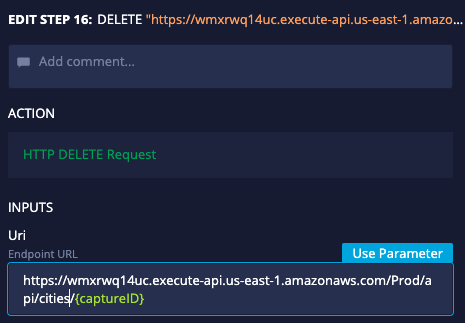 EDIT STEP 16: DELETE "https://wmxrwq14uc.execute-api.us-east-1.amazo...
Add comment...
ACTION
HTTP DELETE Request
INPUTS
Uri
Endpoint URL
Use Parameter
https://wmxrwq14uc.execute-api.us-east-1.amazonaws.com/Prod/a
pi/cities/{captureID}